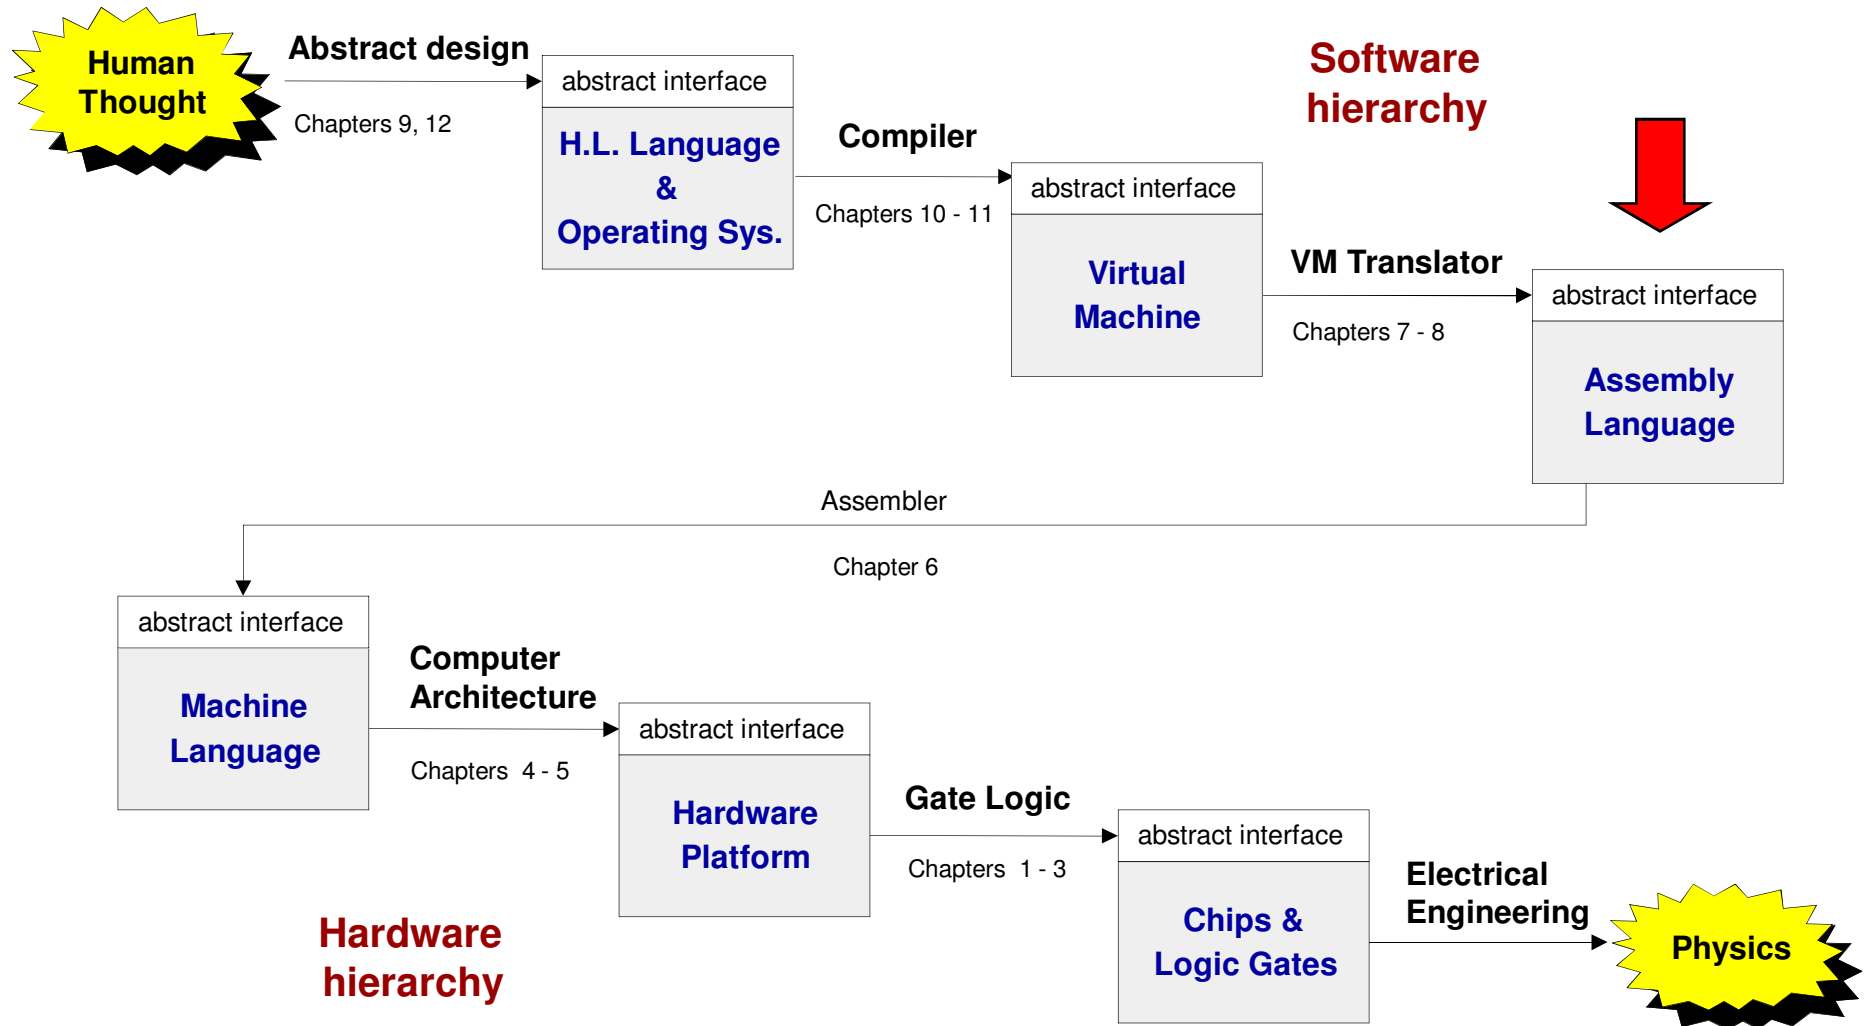 Human
Thought
Abstract design
Chapters 9, 12
abstract interface
H.L. Language
&
Operating Sys.
Compiler
Chapters 10 - 11
abstract interface
Virtual
Machine
Software
hierarchy
VM Translator
Chapters 7 - 8
abstract interface
Assembly
Language
Assembler
Chapter 6
abstract interface
Machine
Language
Computer
Architecture
Chapters 4 - 5
abstract interface
Hardware
Platform
Gate Logic
Chapters 1 - 3
abstract interface
Chips &
Logic Gates
Electrical
Engineering
Physics
Hardware
hierarchy